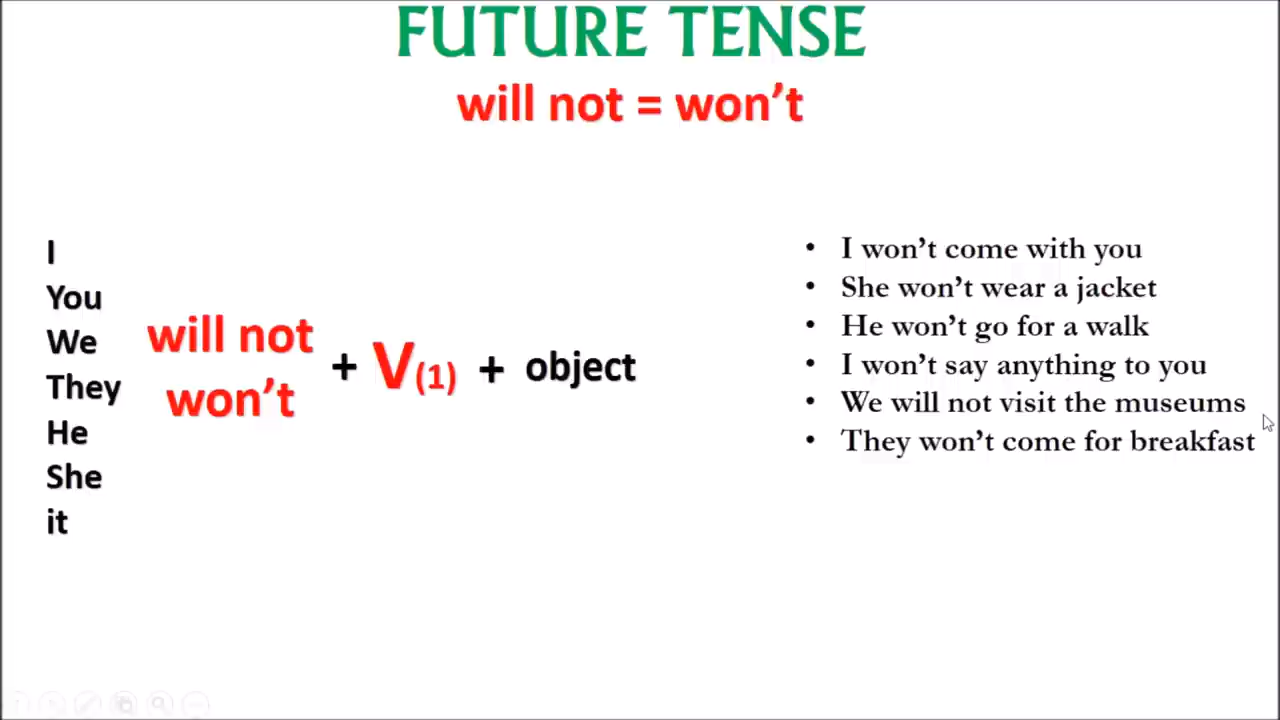 FUTURE TENSE
will not = won’t
I
You
We
They
He
She
it
will not
won’t
+ V(1) + object
• I won’t come with you
• She won’t wear a jacket
• He won’t go for a walk
• I won’t say anything to you
• We will not visit the museums
• They won’t come for breakfast